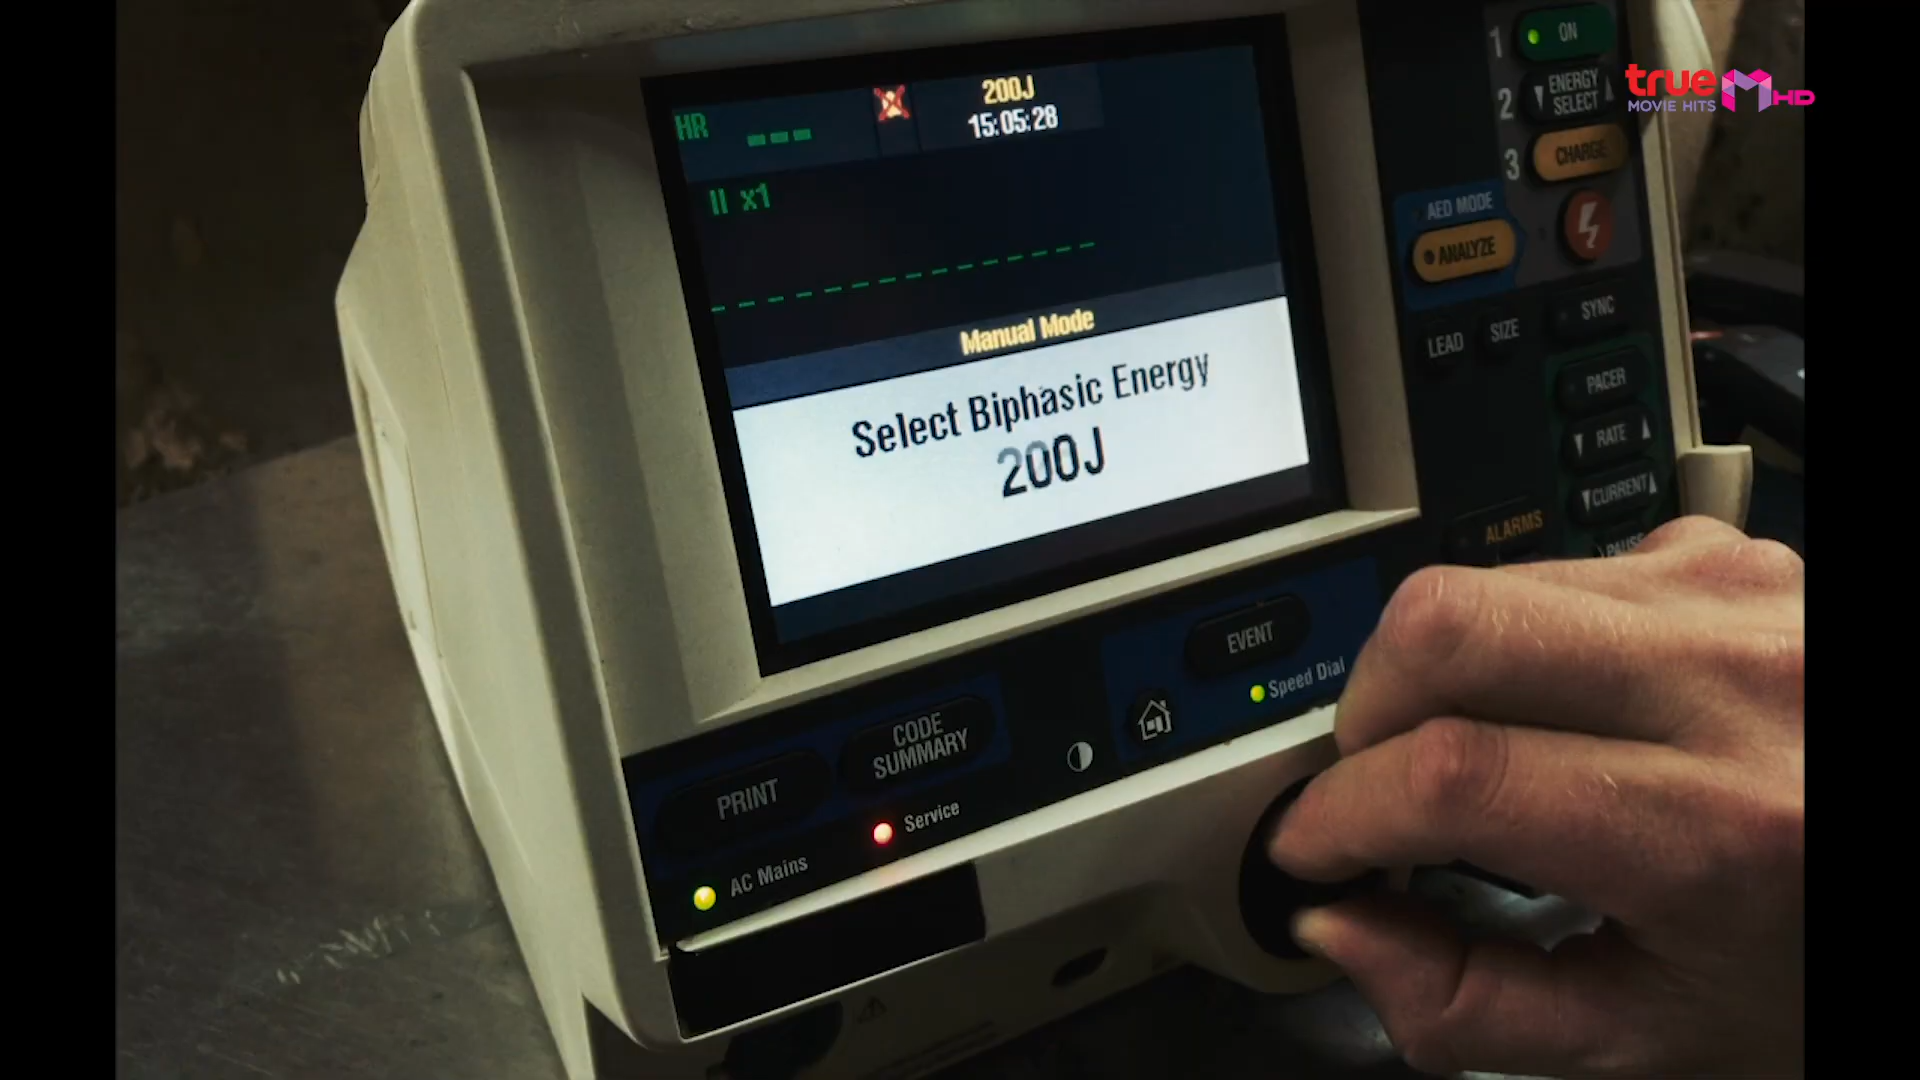 HR ---
200J
15:05:28
II x1
Manual Mode
Select Biphasic Energy
200J
1 ON
2 ENERGY
SELECT
3 CHARGE
AED MODE
ANALYZE
SYNC
LEAD SIZE
PACER
RATE
CURRENT
ALARMS
PAUSE
EVENT
Speed Dial
CODE
SUMMARY
PRINT
Service
AC Mains
true
MOVIE HITS
HD